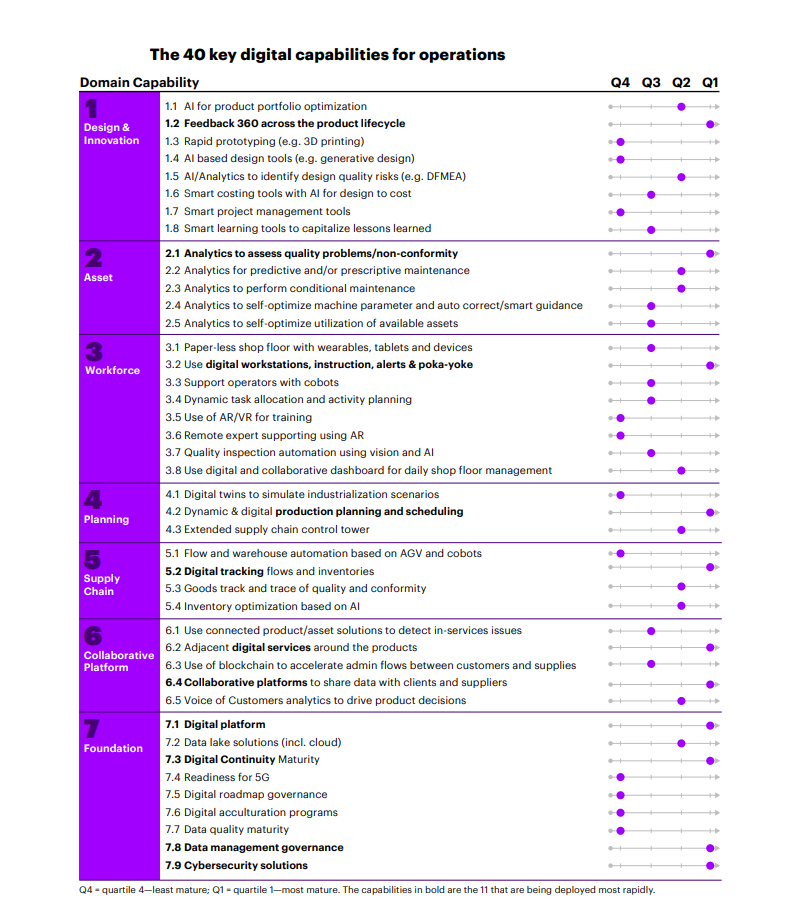 The 40 key digital capabilities for operations
Domain Capability Q4 Q3 Q2 Q1
1
Design &
Innovation
1.1 AI for product portfolio optimization
1.2 Feedback 360 across the product lifecycle
1.3 Rapid prototyping (e.g. 3D printing)
1.4 AI based design tools (e.g. generative design)
1.5 AI/Analytics to identify design quality risks (e.g. DFMEA)
1.6 Smart costing tools with AI for design to cost
1.7 Smart project management tools
1.8 Smart learning tools to capitalize lessons learned
2
Asset
2.1 Analytics to assess quality problems/non-conformity
2.2 Analytics for predictive and/or prescriptive maintenance
2.3 Analytics to perform conditional maintenance
2.4 Analytics to self-optimize machine parameter and auto correct/smart guidance
2.5 Analytics to self-optimize utilization of available assets
3
Workforce
3.1 Paper-less shop floor with wearables, tablets and devices
3.2 Use digital workstations, instruction, alerts & poka-yoke
3.3 Support operators with cobots
3.4 Dynamic task allocation and activity planning
3.5 Use of AR/VR for training
3.6 Remote expert supporting using AR
3.7 Quality inspection automation using vision and AI
3.8 Use digital and collaborative dashboard for daily shop floor management
4
Planning
4.1 Digital twins to simulate industrialization scenarios
4.2 Dynamic & digital production planning and scheduling
4.3 Extended supply chain control tower
5
Supply
Chain
5.1 Flow and warehouse automation based on AGV and cobots
5.2 Digital tracking flows and inventories
5.3 Goods track and trace of quality and conformity
5.4 Inventory optimization based on AI
6
Collaborative
Platform
6.1 Use connected product/asset solutions to detect in-services issues
6.2 Adjacent digital services around the products
6.3 Use of blockchain to accelerate admin flows between customers and supplies
6.4 Collaborative platforms to share data with clients and suppliers
6.5 Voice of Customers analytics to drive product decisions
7
Foundation
7.1 Digital platform
7.2 Data lake solutions (incl. cloud)
7.3 Digital Continuity Maturity
7.4 Readiness for 5G
7.5 Digital roadmap governance
7.6 Digital acculturation programs
7.7 Data quality maturity
7.8 Data management governance
7.9 Cybersecurity solutions
Q4 = quartile 4—least mature; Q1 = quartile 1—most mature. The capabilities in bold are the 11 that are being deployed most rapidly.